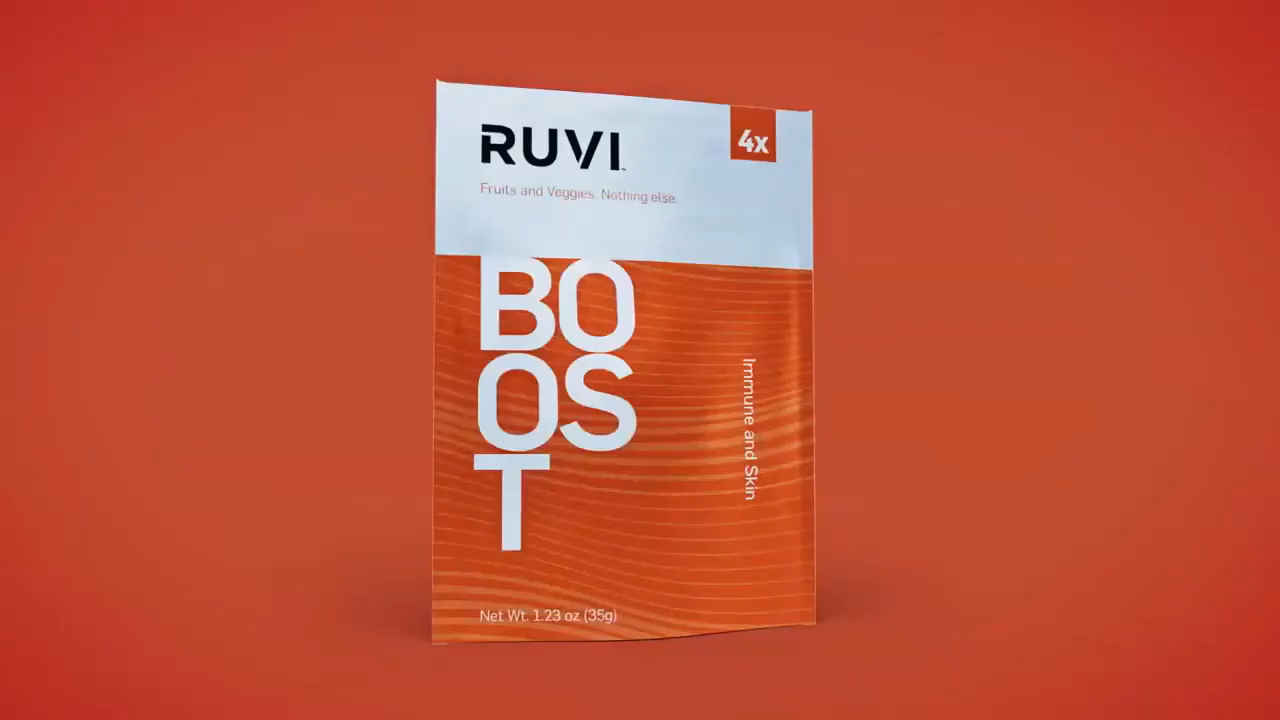 RUVI
4x
Fruits and Veggies. Nothing else.
BO
OS
T
Immune and Skin
Net Wt. 1.23 oz (35g)